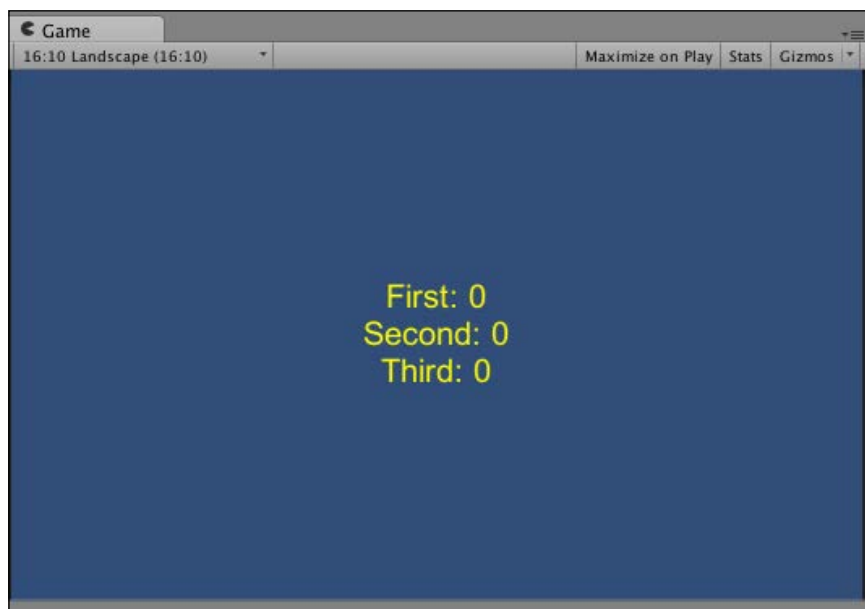 Game
16:10 Landscape (16:10) Maximize on Play Stats Gizmos
First: 0
Second: 0
Third: 0